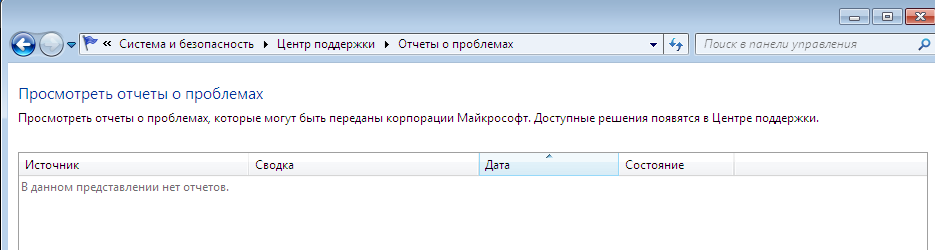 « Система и безопасность ▸ Центр поддержки ▸ Отчеты о проблемах
Поиск в панели управления
Просмотреть отчеты о проблемах
Просмотреть отчеты о проблемах, которые могут быть переданы корпорации Майкрософт. Доступные решения появятся в Центре поддержки.
Источник Сводка Дата Состояние
В данном представлении нет отчетов.